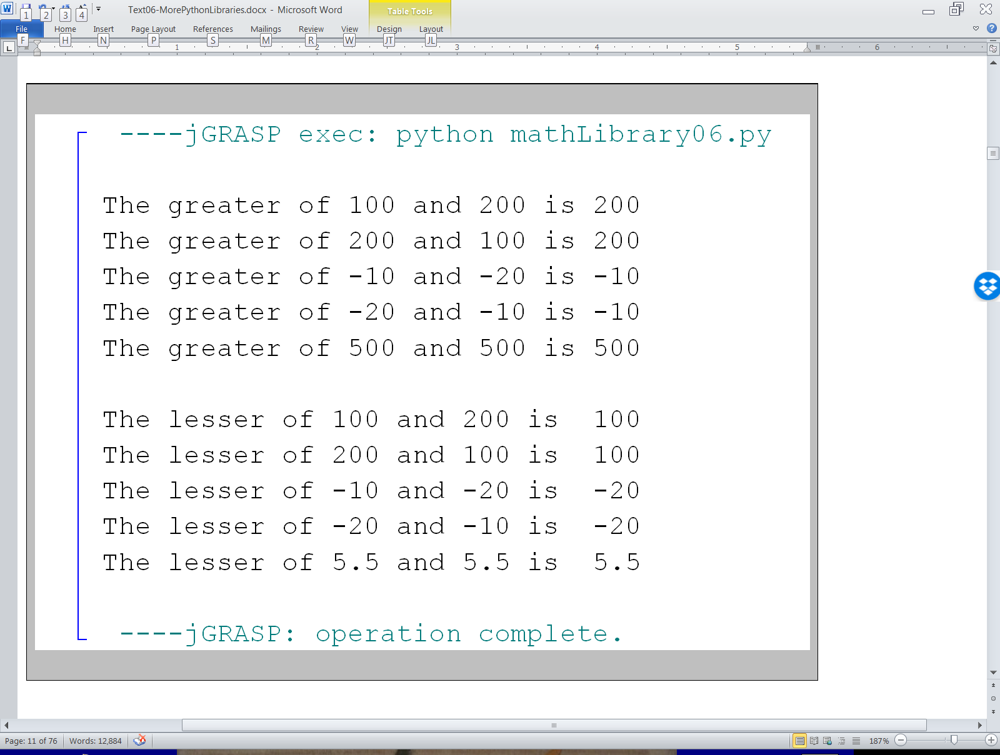 Text06-MorePythonLibraries.docx - Microsoft Word
Table Tools
1 2 3 4
File Home Insert Page Layout References Mailings Review View Design Layout
F H N P S M R W JT JL
1 2 3 4 5 6
----jGRASP exec: python mathLibrary06.py
The greater of 100 and 200 is 200
The greater of 200 and 100 is 200
The greater of -10 and -20 is -10
The greater of -20 and -10 is -10
The greater of 500 and 500 is 500
The lesser of 100 and 200 is  100
The lesser of 200 and 100 is  100
The lesser of -10 and -20 is  -20
The lesser of -20 and -10 is  -20
The lesser of 5.5 and 5.5 is  5.5
----jGRASP: operation complete.
Page: 11 of 76 Words: 12,884 187%